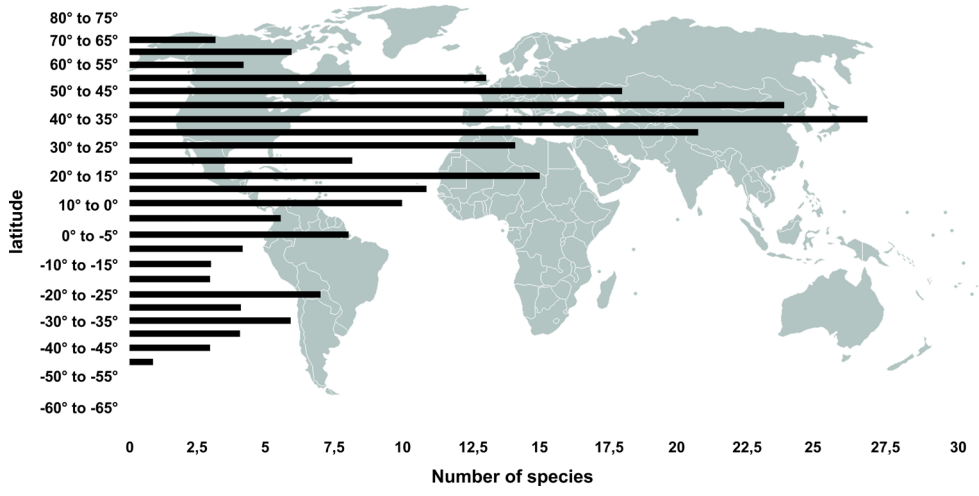 80° to 75°
70° to 65°
60° to 55°
50° to 45°
40° to 35°
30° to 25°
20° to 15°
10° to 0°
0° to -5°
-10° to -15°
-20° to -25°
-30° to -35°
-40° to -45°
-50° to -55°
-60° to -65°
latitude
0 2,5 5 7,5 10 12,5 15 17,5 20 22,5 25 27,5 30
Number of species